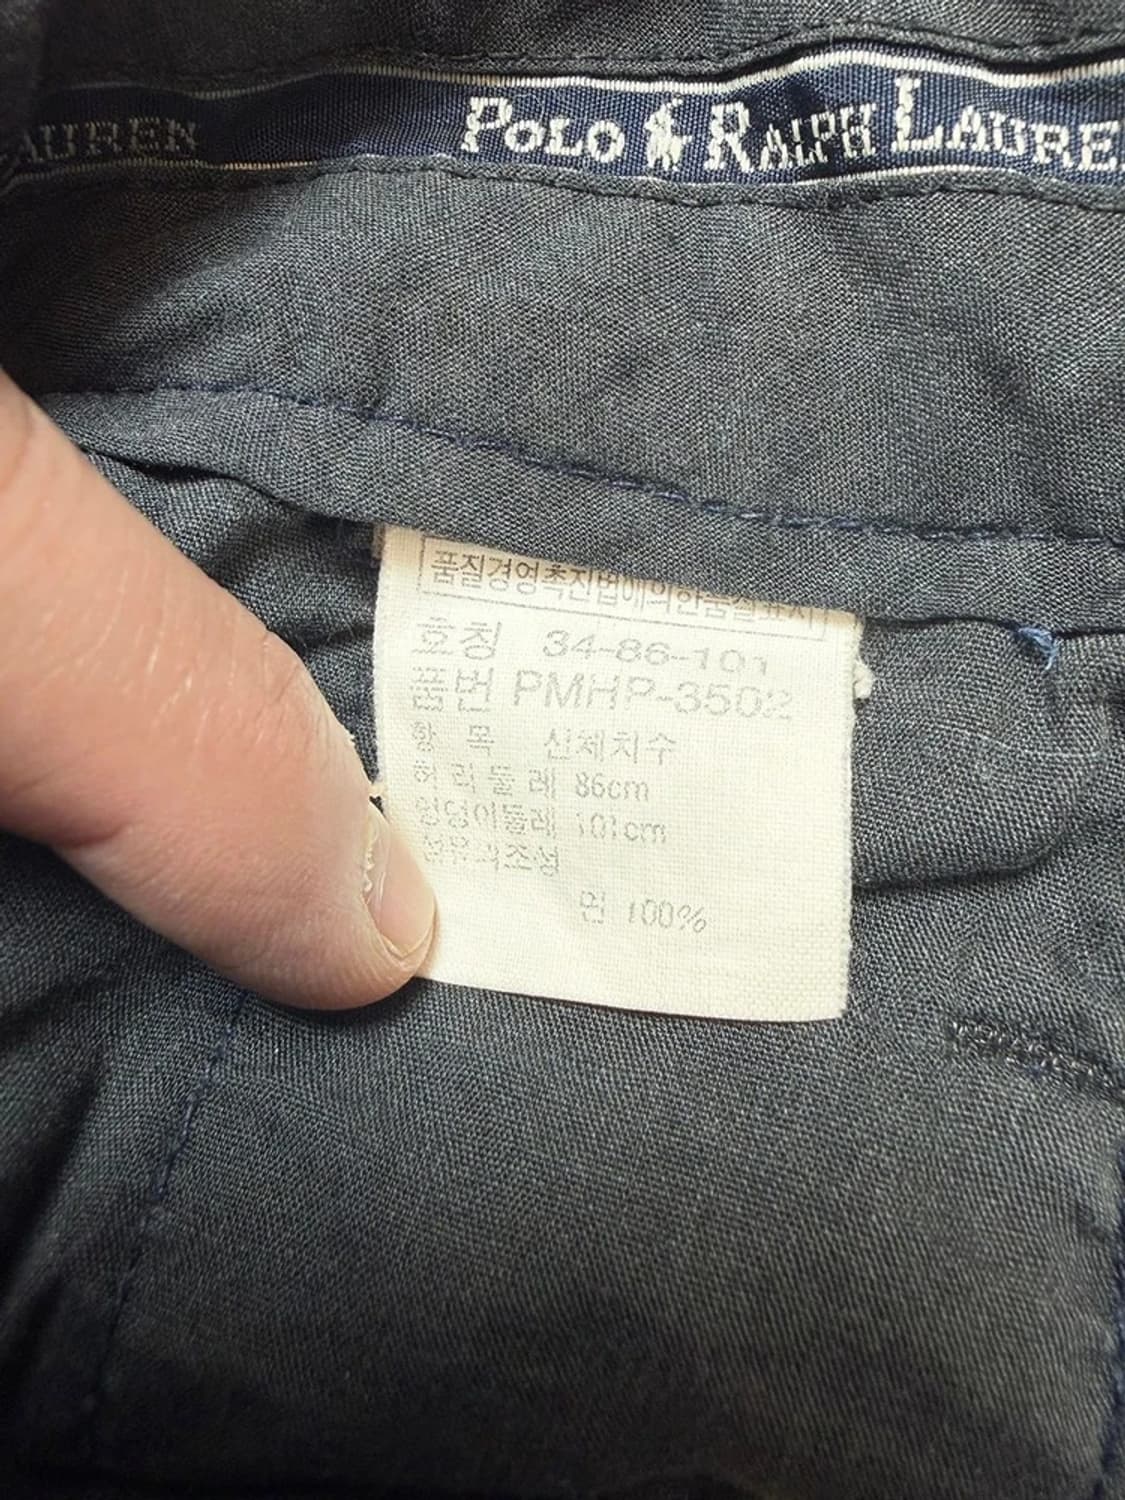 AUREN POLO RALPH LAURE
품질경영촉진법에의한품질표시
호칭 34-86-101
품번 PMHP-3502
항 목 신체치수
허리둘레 86cm
엉덩이둘레 101cm
섬유의조성
면 100%